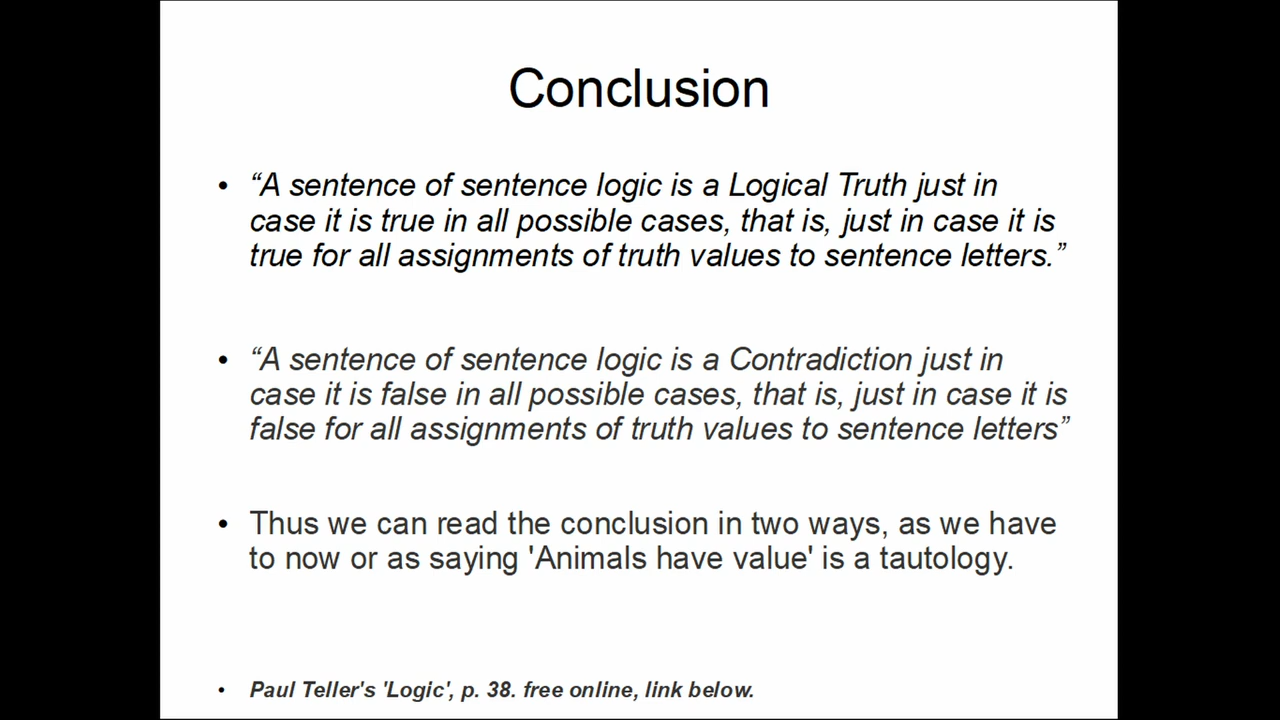 Conclusion
• “A sentence of sentence logic is a Logical Truth just in
case it is true in all possible cases, that is, just in case it is
true for all assignments of truth values to sentence letters.”
• “A sentence of sentence logic is a Contradiction just in
case it is false in all possible cases, that is, just in case it is
false for all assignments of truth values to sentence letters”
• Thus we can read the conclusion in two ways, as we have
to now or as saying 'Animals have value' is a tautology.
• Paul Teller's 'Logic', p. 38. free online, link below.